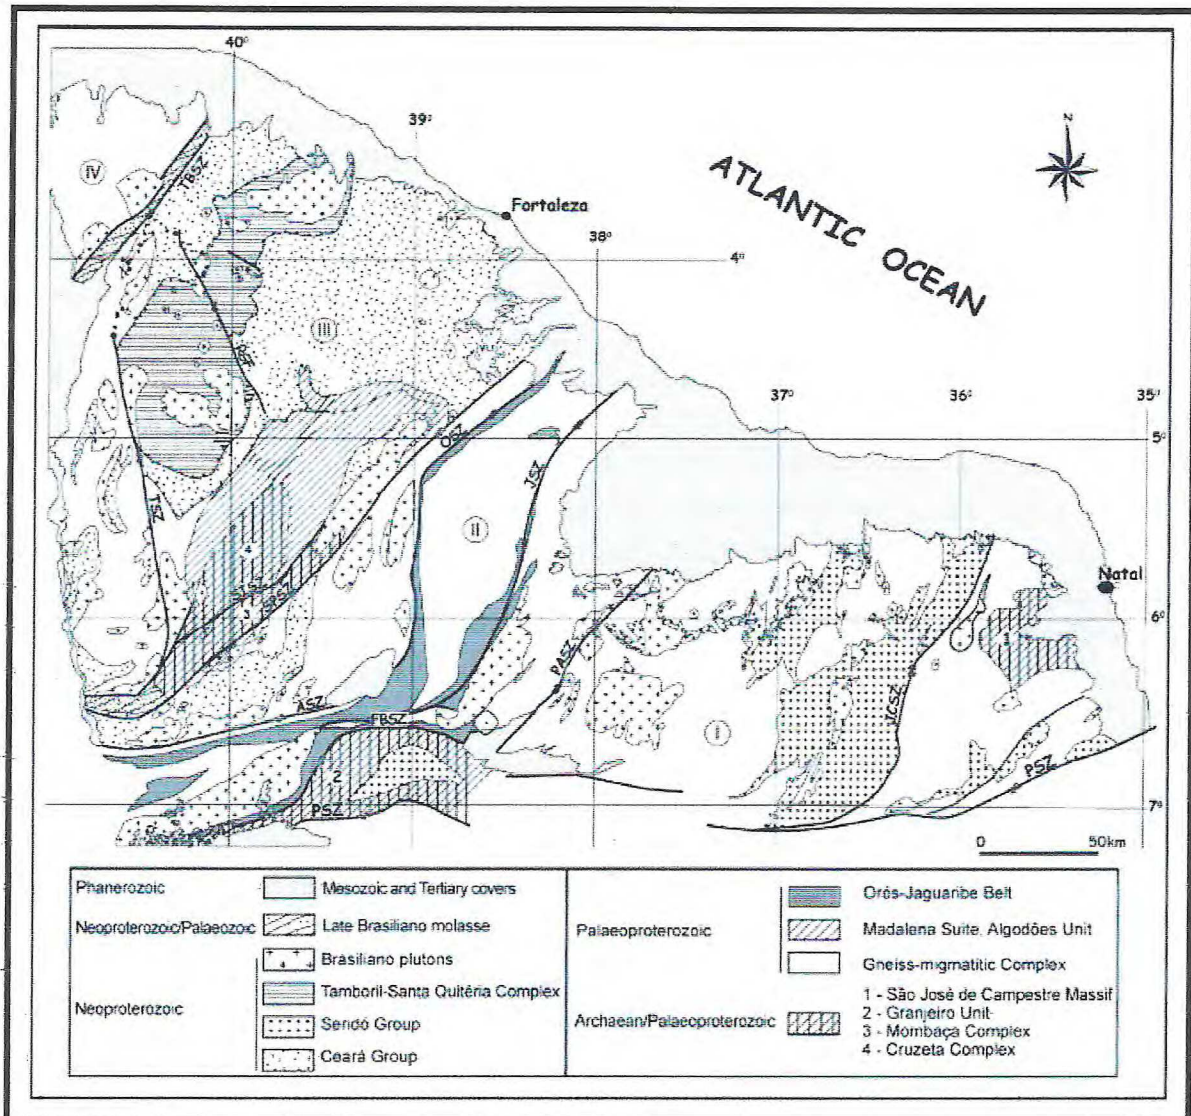 40°
39°
N
IV
TBSZ
ATLANTIC OCEAN
Fortaleza
38°
4°
III
37°
36°
35°
OSZ
5°
JSZ
TSZ
II
4
Natal
SPSZ
3
6°
1
PASZ
JCSZ
ASZ
FBSZ
I
2
PSZ
PSZ
7°
0 50km
Phanerozoic
Mesozoic and Tertiary covers
Neoproterozoic/Palaeozoic
Late Brasiliano molasse
Brasiliano plutons
Neoproterozoic
Tamboril-Santa Quitéria Complex
Seridó Group
Ceará Group
Orós-Jaguaribe Belt
Palaeoproterozoic
Madalena Suite, Algodões Unit
Gneiss-migmatitic Complex
Archaean/Palaeoproterozoic
1 - São José de Campestre Massif
2 - Granjeiro Unit
3 - Mombaça Complex
4 - Cruzeta Complex